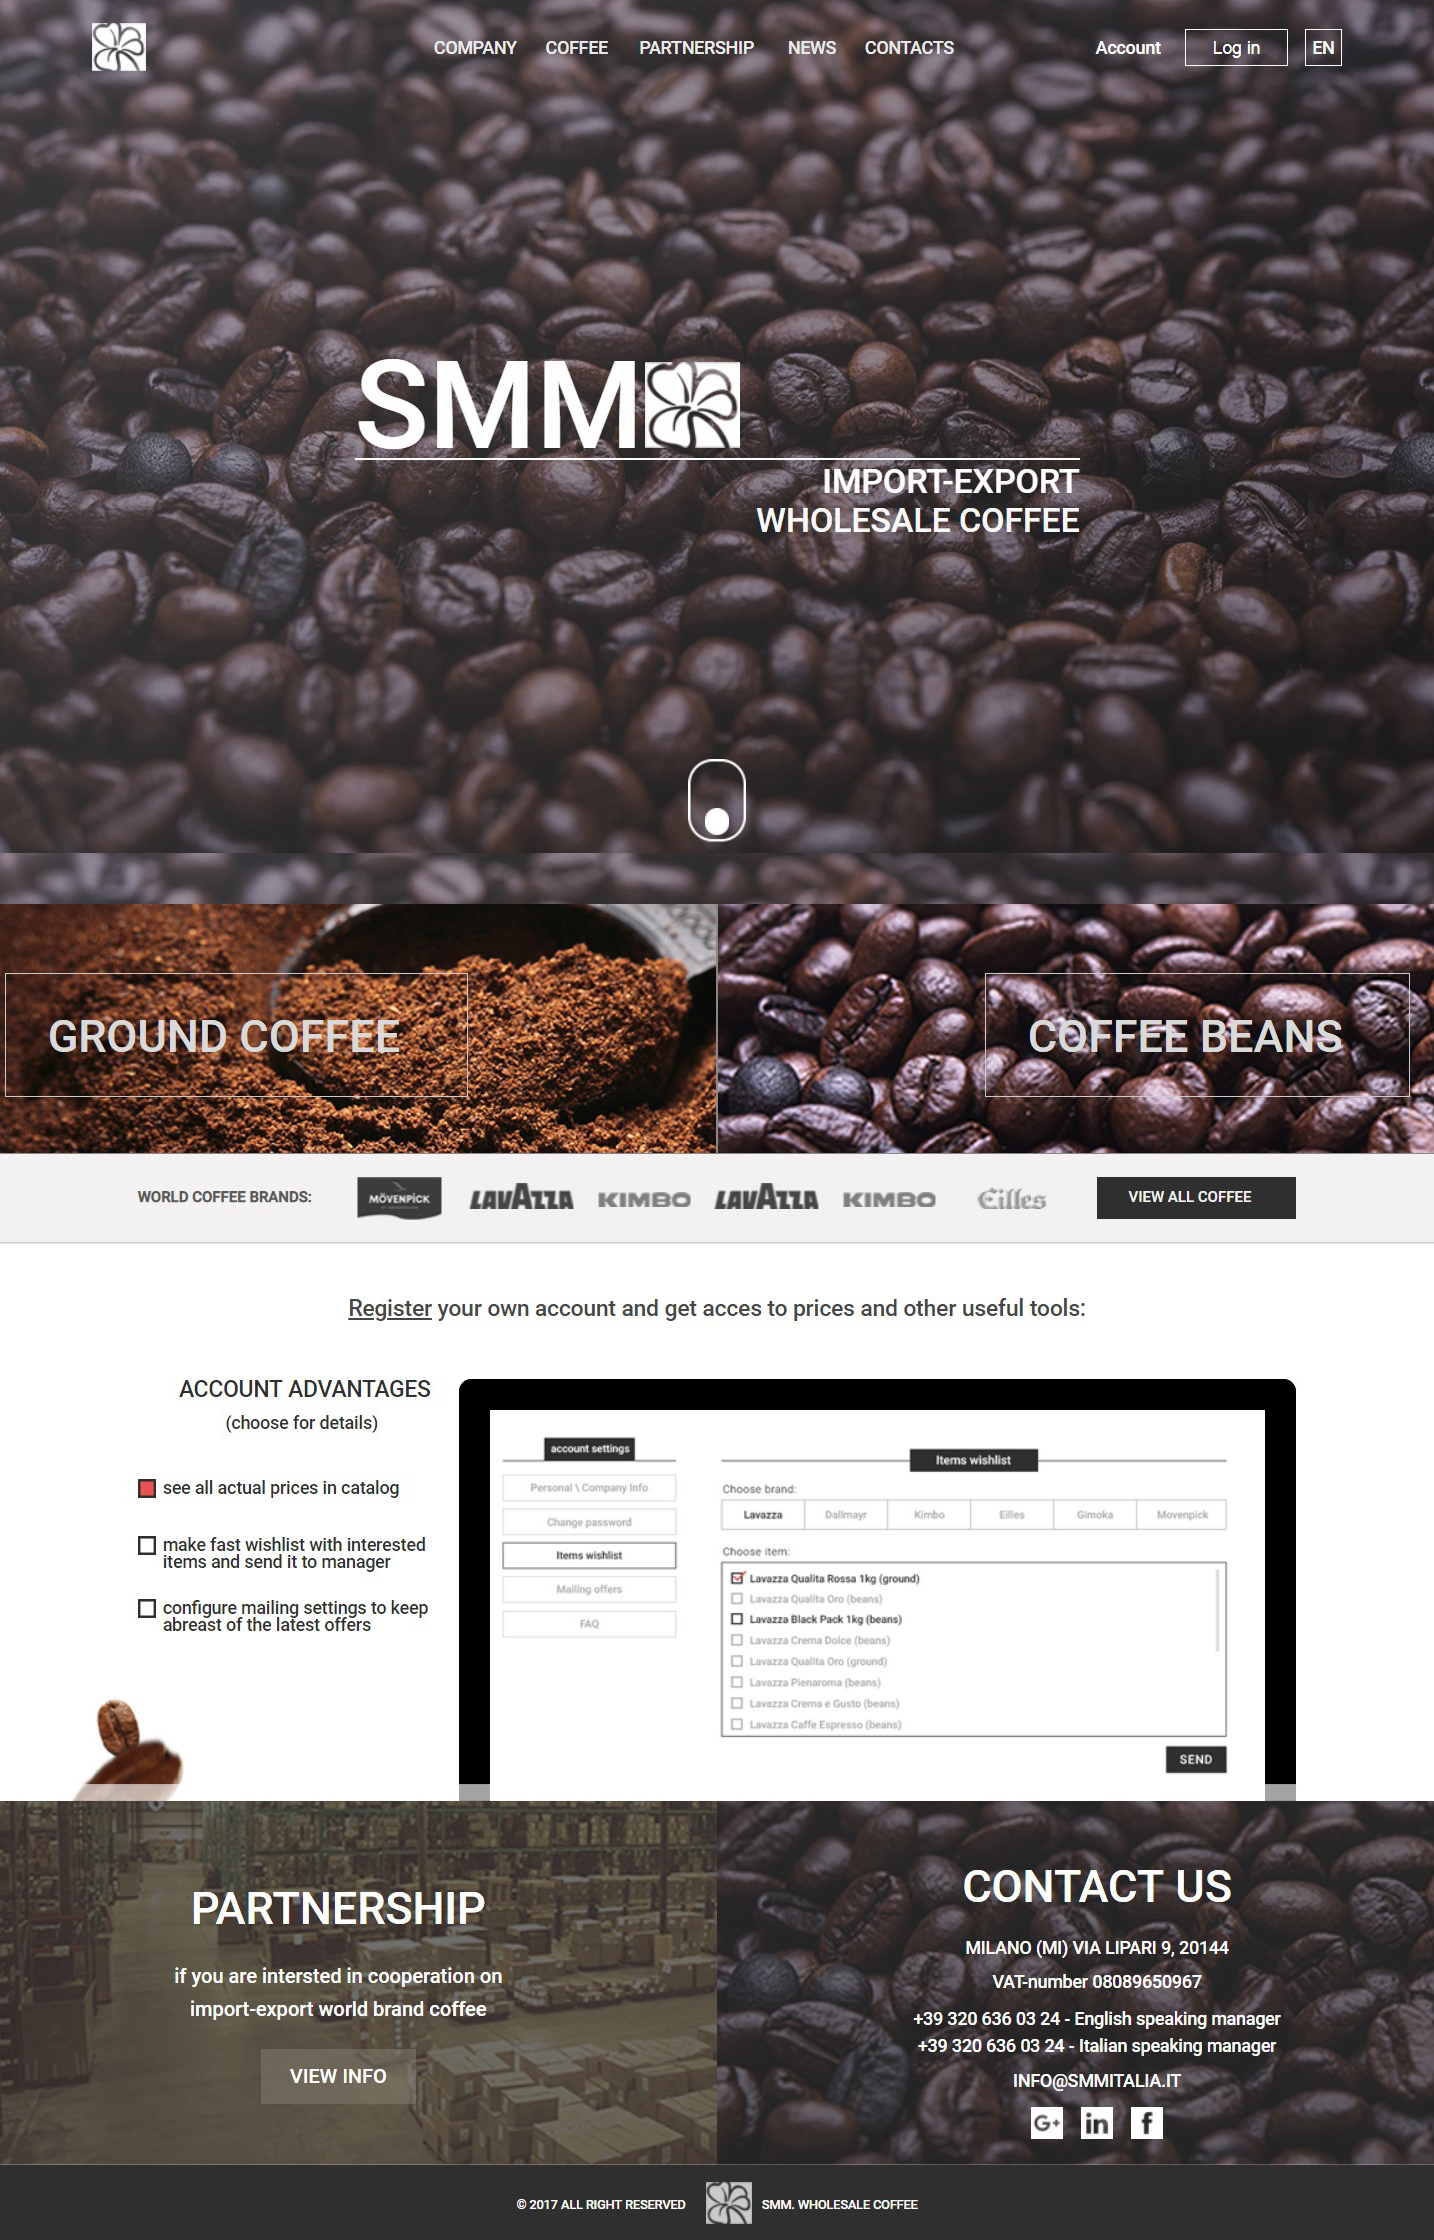 COMPANY COFFEE PARTNERSHIP NEWS CONTACTS Account Log in EN
SMM
IMPORT-EXPORT
WHOLESALE COFFEE
GROUND COFFEE
COFFEE BEANS
WORLD COFFEE BRANDS:
MÖVENPICK
LAVAZZA
KIMBO
LAVAZZA
KIMBO
Eilles
VIEW ALL COFFEE
Register your own account and get acces to prices and other useful tools:
ACCOUNT ADVANTAGES
(choose for details)
see all actual prices in catalog
make fast wishlist with interested
items and send it to manager
configure mailing settings to keep
abreast of the latest offers
account settings
Personal \ Company Info
Change password
Items wishlist
Mailing offers
FAQ
Items wishlist
Choose brand:
Lavazza Dallmayr Kimbo Eilles Gimoka Movenpick
Choose item:
Lavazza Qualita Rossa 1kg (ground)
Lavazza Qualita Oro (beans)
Lavazza Black Pack 1kg (beans)
Lavazza Crema Dolce (beans)
Lavazza Qualita Oro (ground)
Lavazza Pienaroma (beans)
Lavazza Crema e Gusto (beans)
Lavazza Caffe Espresso (beans)
SEND
PARTNERSHIP
if you are intersted in cooperation on
import-export world brand coffee
VIEW INFO
CONTACT US
MILANO (MI) VIA LIPARI 9, 20144
VAT-number 08089650967
+39 320 636 03 24 - English speaking manager
+39 320 636 03 24 - Italian speaking manager
INFO@SMMITALIA.IT
G+ in f
© 2017 ALL RIGHT RESERVED SMM. WHOLESALE COFFEE